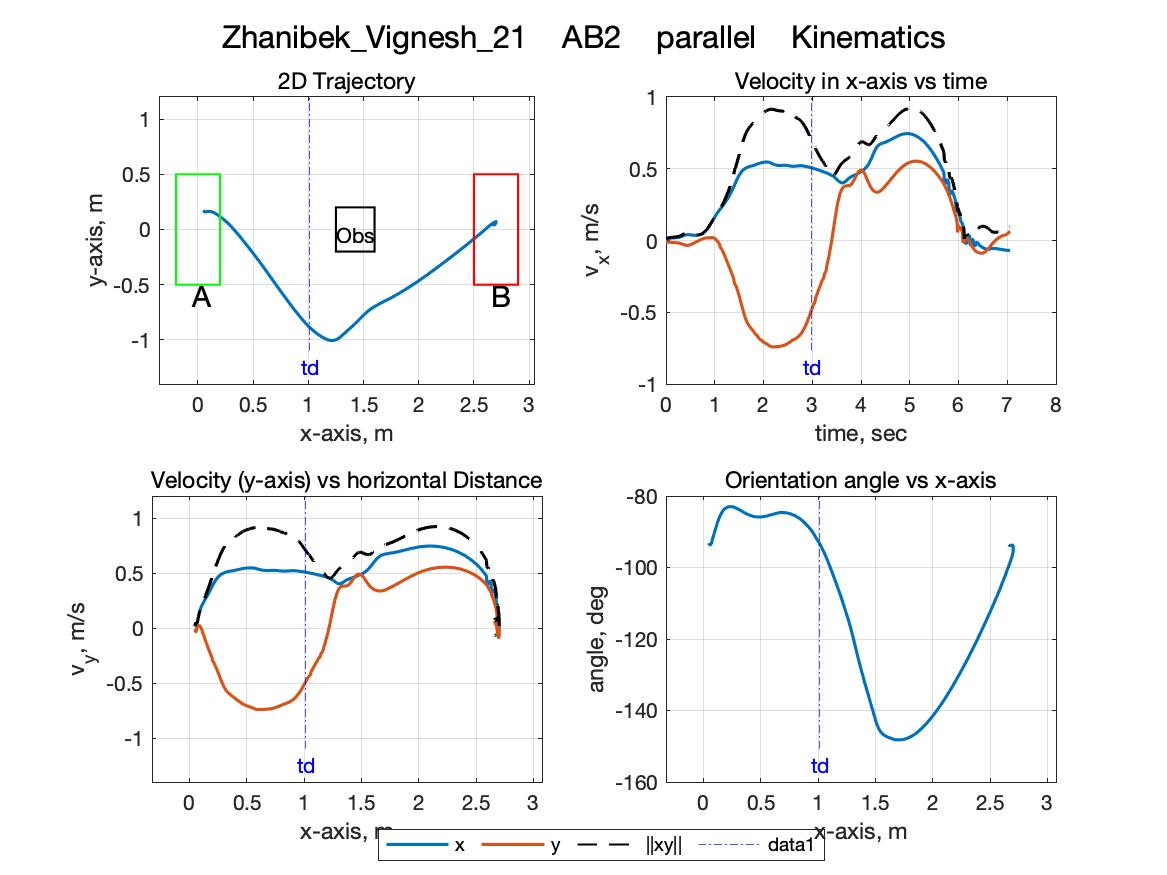 Zhanibek_Vignesh_21 AB2 parallel Kinematics
2D Trajectory
1
0.5
0
-0.5
-1
y-axis, m
A
Obs
B
td
0 0.5 1 1.5 2 2.5 3
x-axis, m
Velocity in x-axis vs time
1
0.5
0
-0.5
-1
v_x, m/s
td
0 1 2 3 4 5 6 7 8
time, sec
Velocity (y-axis) vs horizontal Distance
1
0.5
0
-0.5
-1
v_y, m/s
td
0 0.5 1 1.5 2 2.5 3
x-axis, m
Orientation angle vs x-axis
-80
-100
-120
-140
-160
angle, deg
td
0 0.5 1 1.5 2 2.5 3
x-axis, m
x y ||xy|| data1